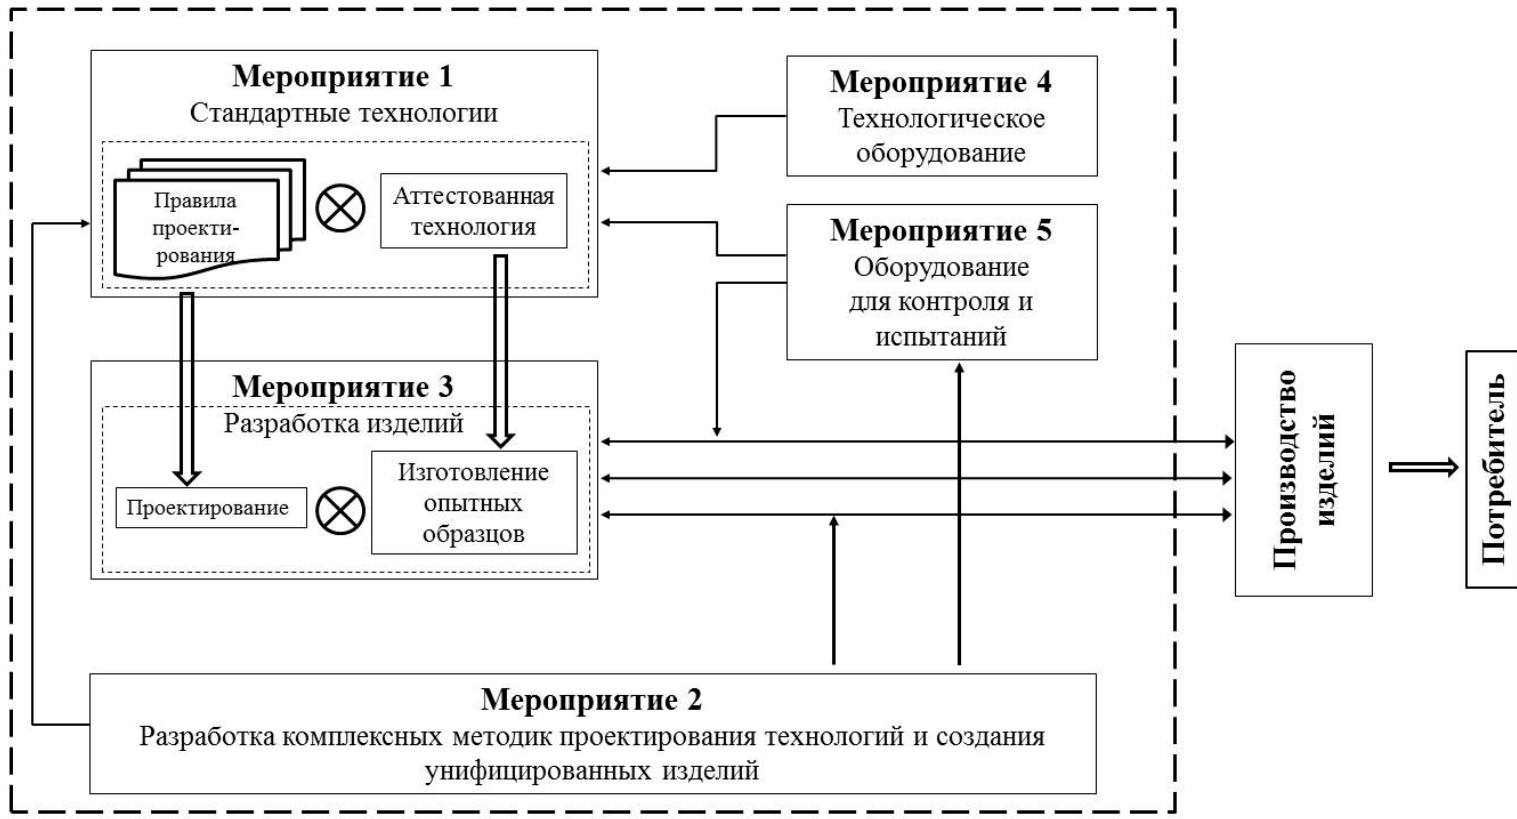 Мероприятие 1
Стандартные технологии
Правила
проекти-
рования
Аттестованная
технология
Мероприятие 4
Технологическое
оборудование
Мероприятие 5
Оборудование
для контроля и
испытаний
Мероприятие 3
Разработка изделий
Проектирование
Изготовление
опытных
образцов
Производство
изделий
Потребитель
Мероприятие 2
Разработка комплексных методик проектирования технологий и создания
унифицированных изделий